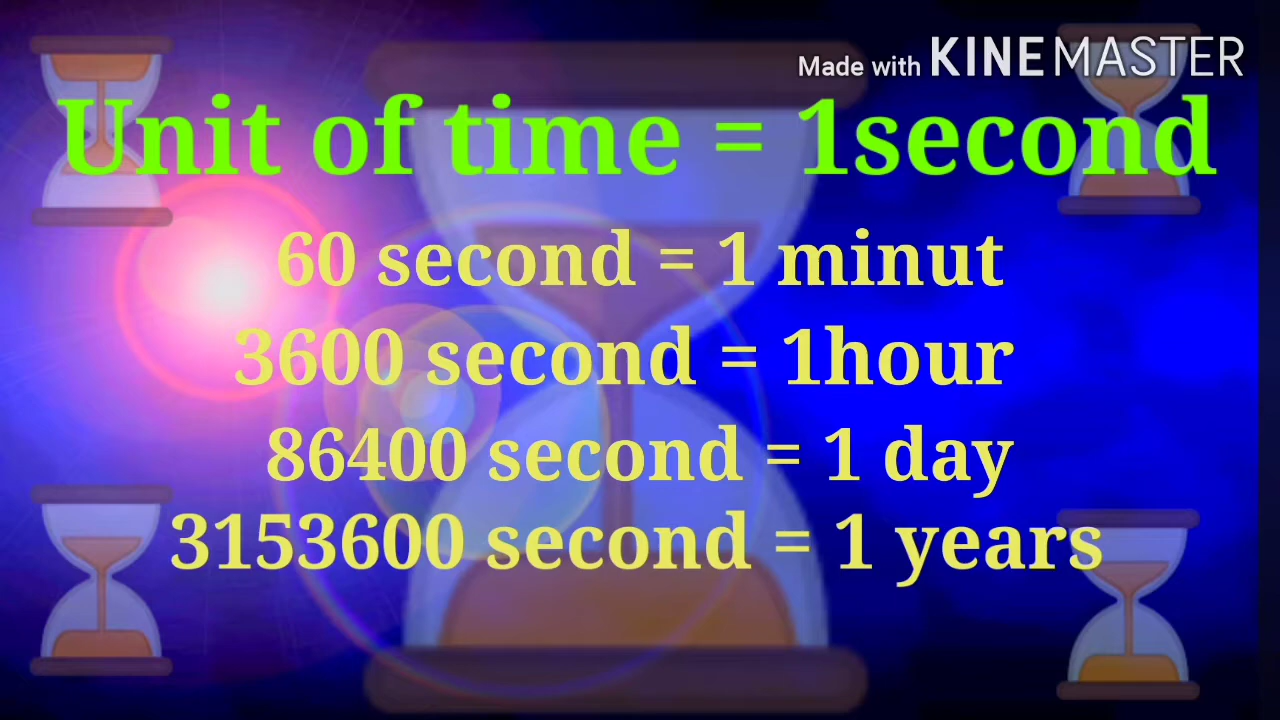 Made with KINEMASTER
Unit of time = 1second
60 second = 1 minut
3600 second = 1hour
86400 second = 1 day
3153600 second = 1 years